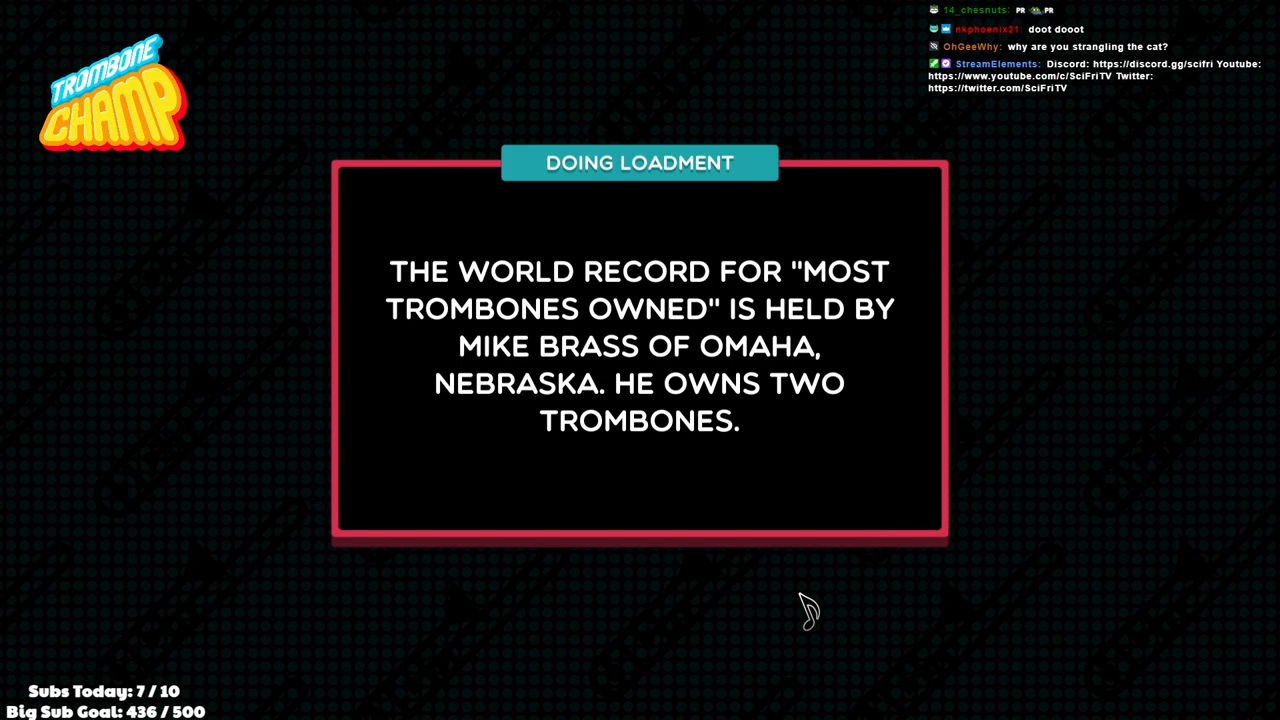 14_chesnuts: PR PR
nkphoenix21: doot dooot
OhGeeWhy: why are you strangling the cat?
StreamElements: Discord: https://discord.gg/scifri Youtube:
https://www.youtube.com/c/SciFriTV Twitter:
https://twitter.com/SciFriTV
TROMBONE
CHAMP
DOING LOADMENT
THE WORLD RECORD FOR "MOST
TROMBONES OWNED" IS HELD BY
MIKE BRASS OF OMAHA,
NEBRASKA. HE OWNS TWO
TROMBONES.
Subs Today: 7 / 10
Big Sub Goal: 436 / 500